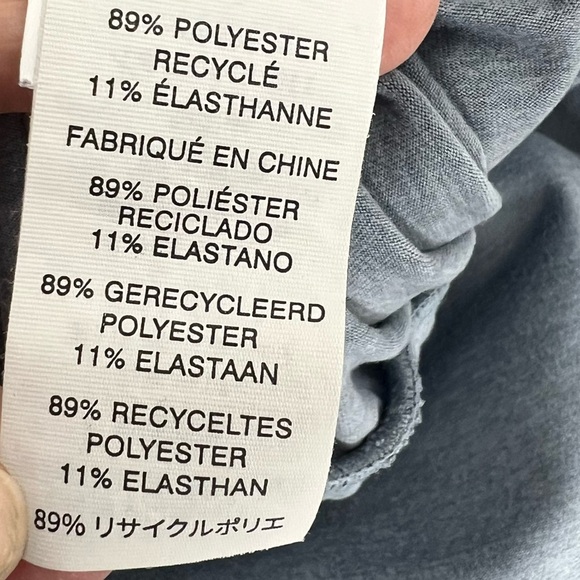 89% POLYESTER
RECYCLÉ
11% ÉLASTHANNE
FABRIQUÉ EN CHINE
89% POLIÉSTER
RECICLADO
11% ELASTANO
89% GERECYCLEERD
POLYESTER
11% ELASTAAN
89% RECYCELTES
POLYESTER
11% ELASTHAN
89% リサイクルポリエ